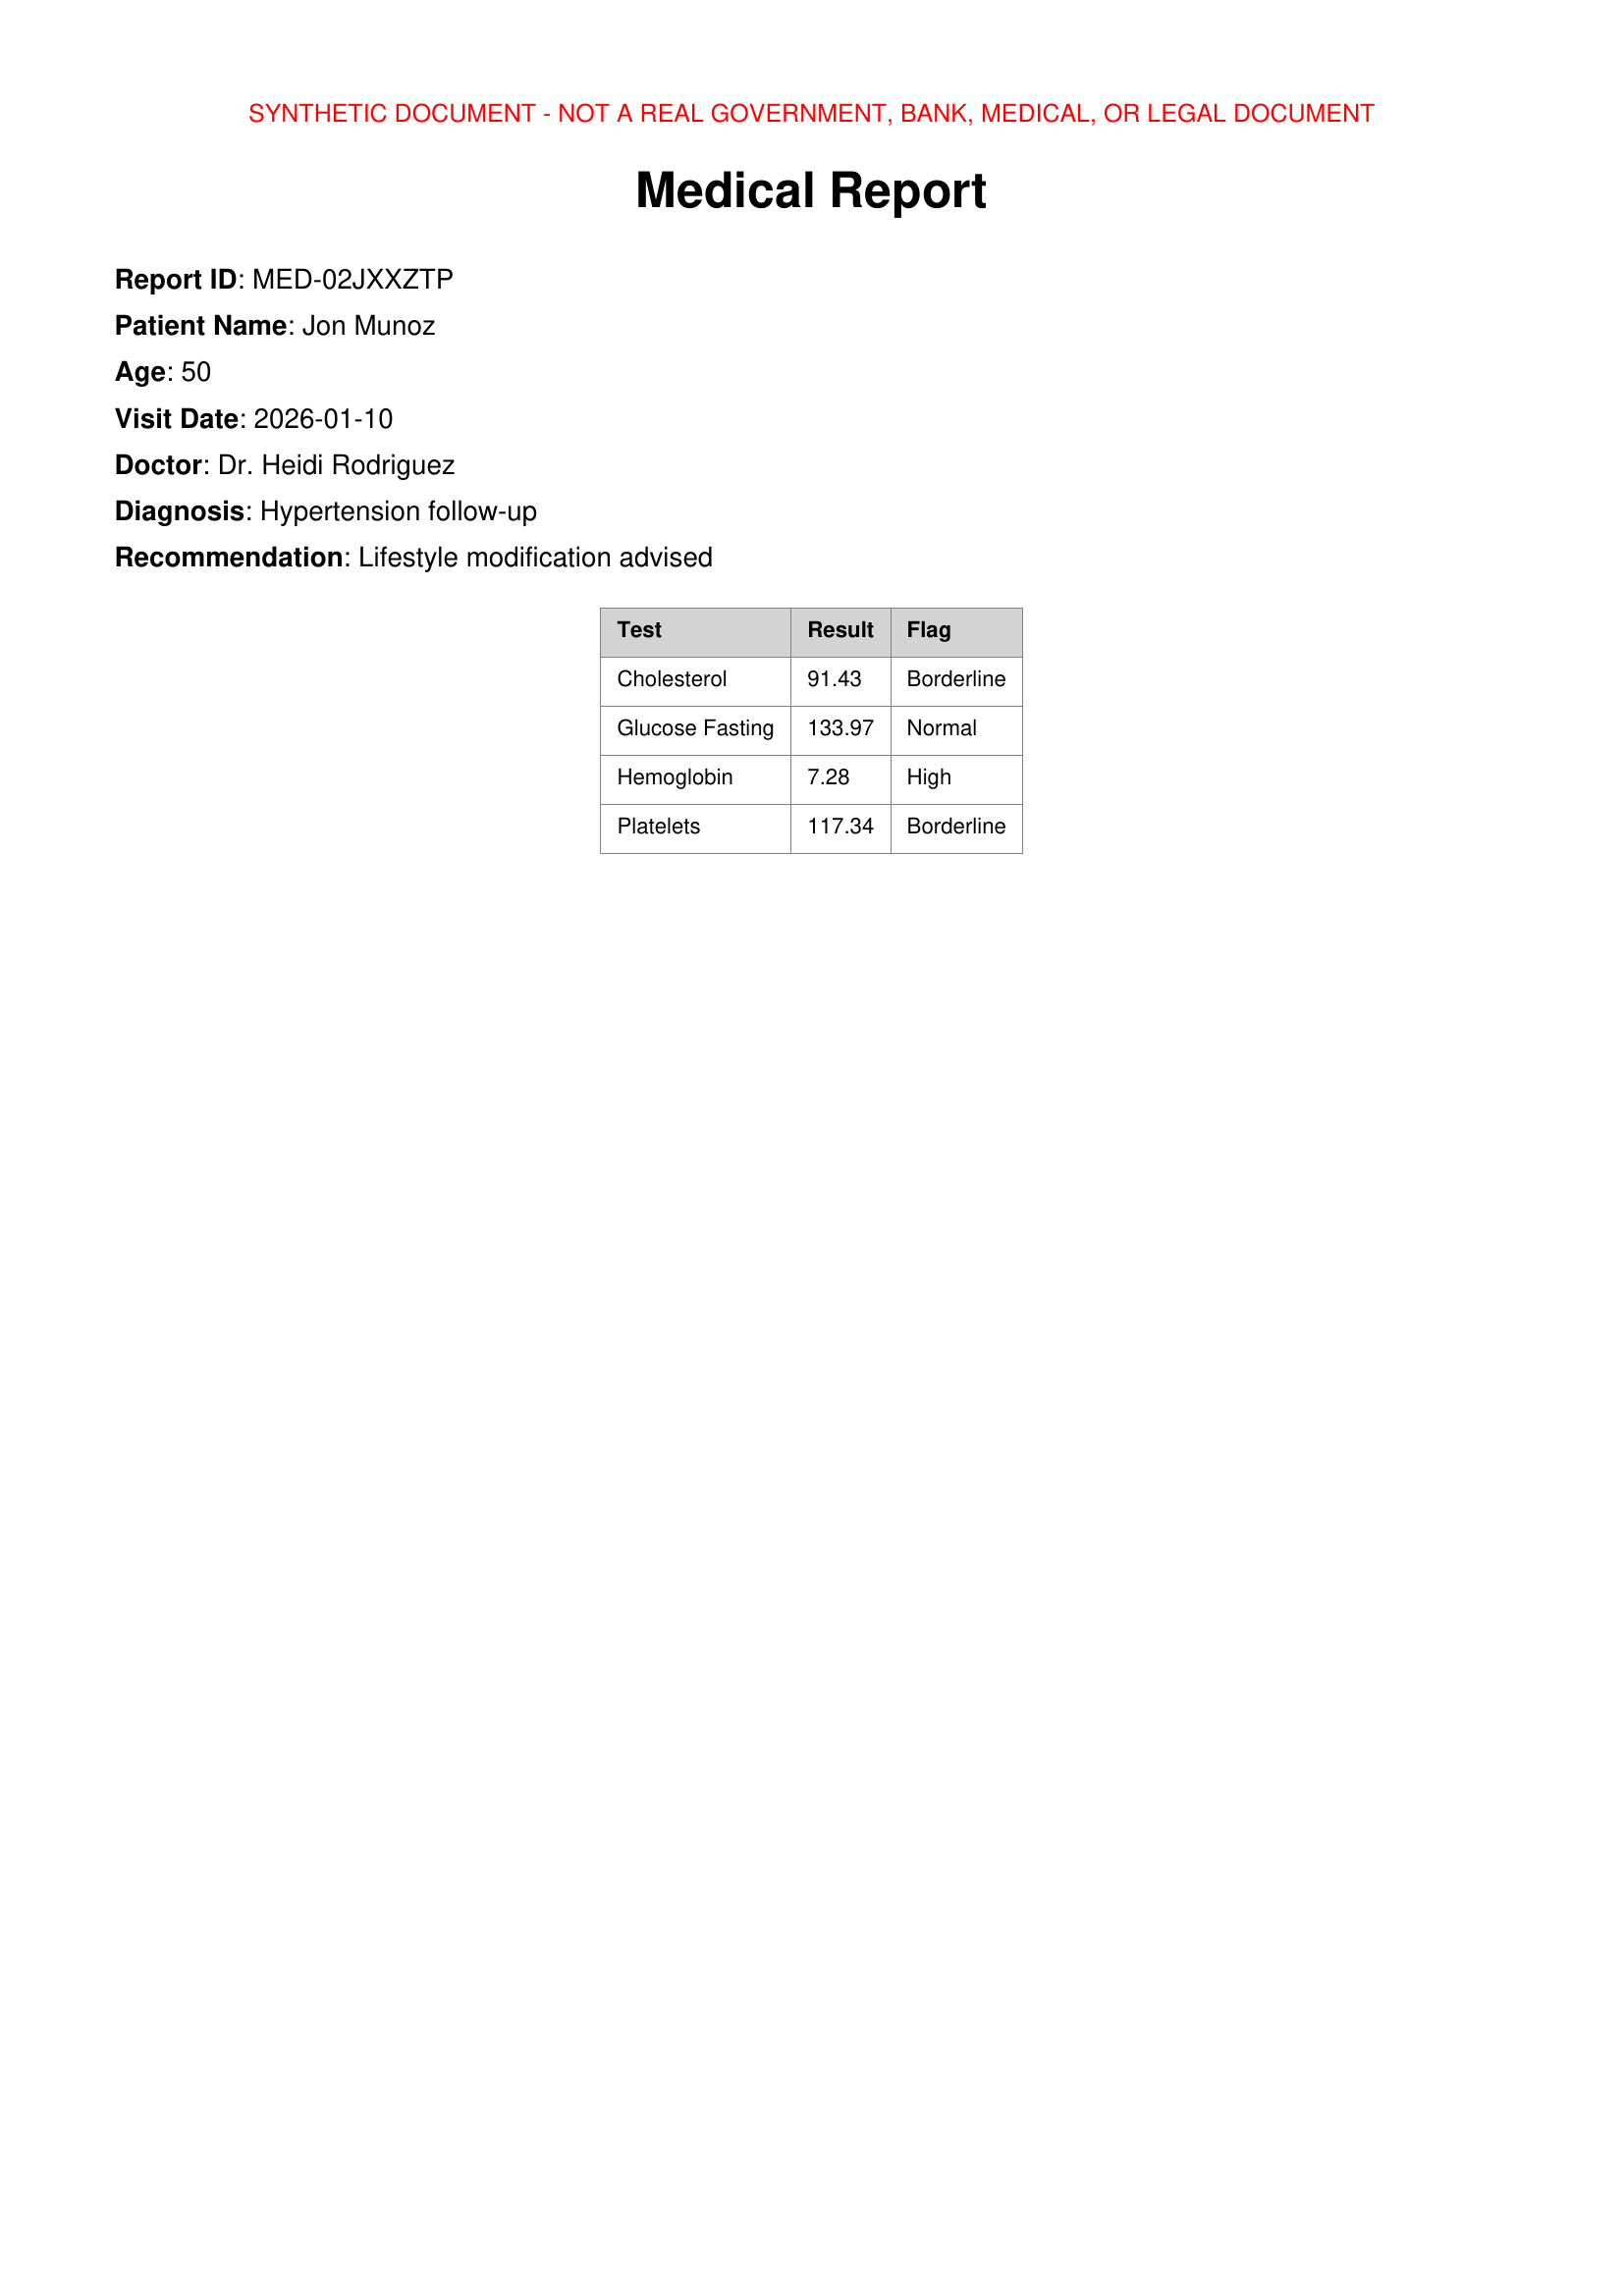 SYNTHETIC DOCUMENT - NOT A REAL GOVERNMENT, BANK, MEDICAL, OR LEGAL DOCUMENT
Medical Report
Report ID: MED-02JXXZTP
Patient Name: Jon Munoz
Age: 50
Visit Date: 2026-01-10
Doctor: Dr. Heidi Rodriguez
Diagnosis: Hypertension follow-up
Recommendation: Lifestyle modification advised
Test Result Flag
Cholesterol 91.43 Borderline
Glucose Fasting 133.97 Normal
Hemoglobin 7.28 High
Platelets 117.34 Borderline